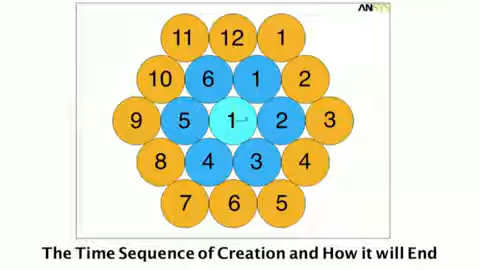 ANSYS
11 12 1
10 6 1 2
9 5 1 2 3
8 4 3 4
7 6 5
The Time Sequence of Creation and How it will End